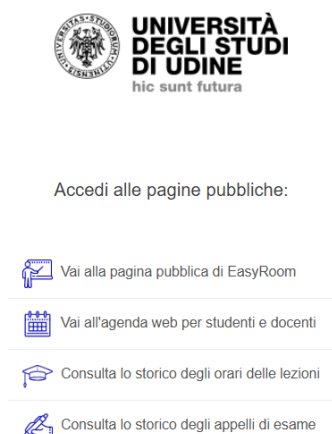 UNIVERSITÀ
DEGLI STUDI
DI UDINE
hic sunt futura
Accedi alle pagine pubbliche:
Vai alla pagina pubblica di EasyRoom
Vai all'agenda web per studenti e docenti
Consulta lo storico degli orari delle lezioni
Consulta lo storico degli appelli di esame